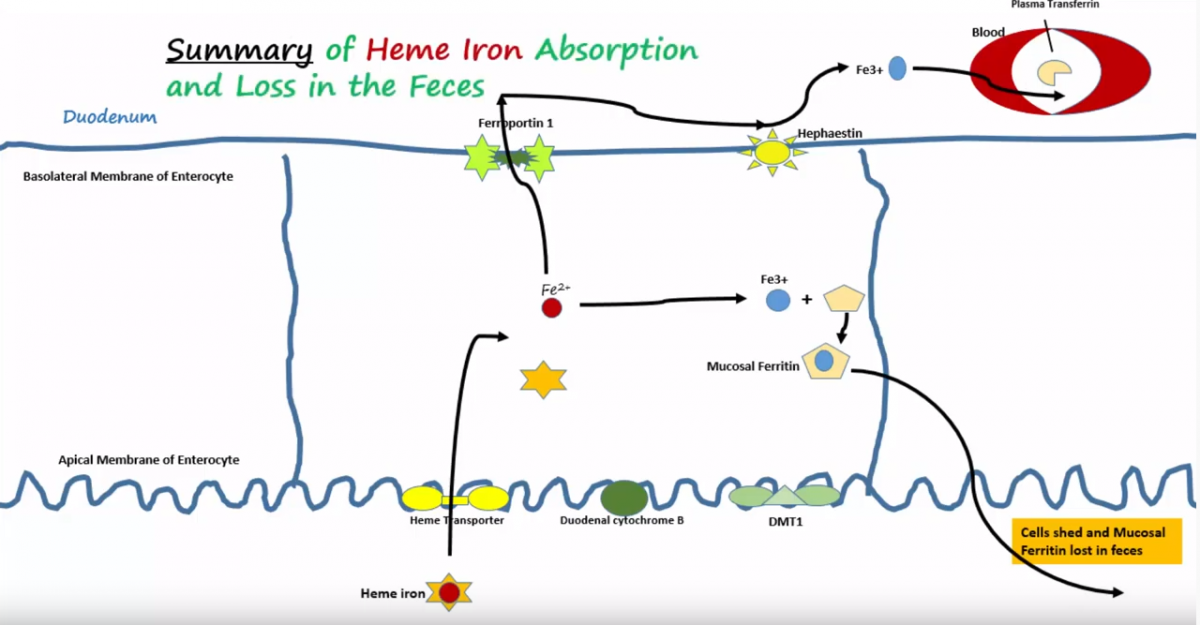 Plasma Transferrin
Summary of Heme Iron Absorption
and Loss in the Feces
Blood
Fe3+
Duodenum
Ferroportin 1
Hephaestin
Basolateral Membrane of Enterocyte
Fe3+
Fe2+
+
Mucosal Ferritin
Apical Membrane of Enterocyte
Heme Transporter
Duodenal cytochrome B
DMT1
Cells shed and Mucosal
Ferritin lost in feces
Heme iron